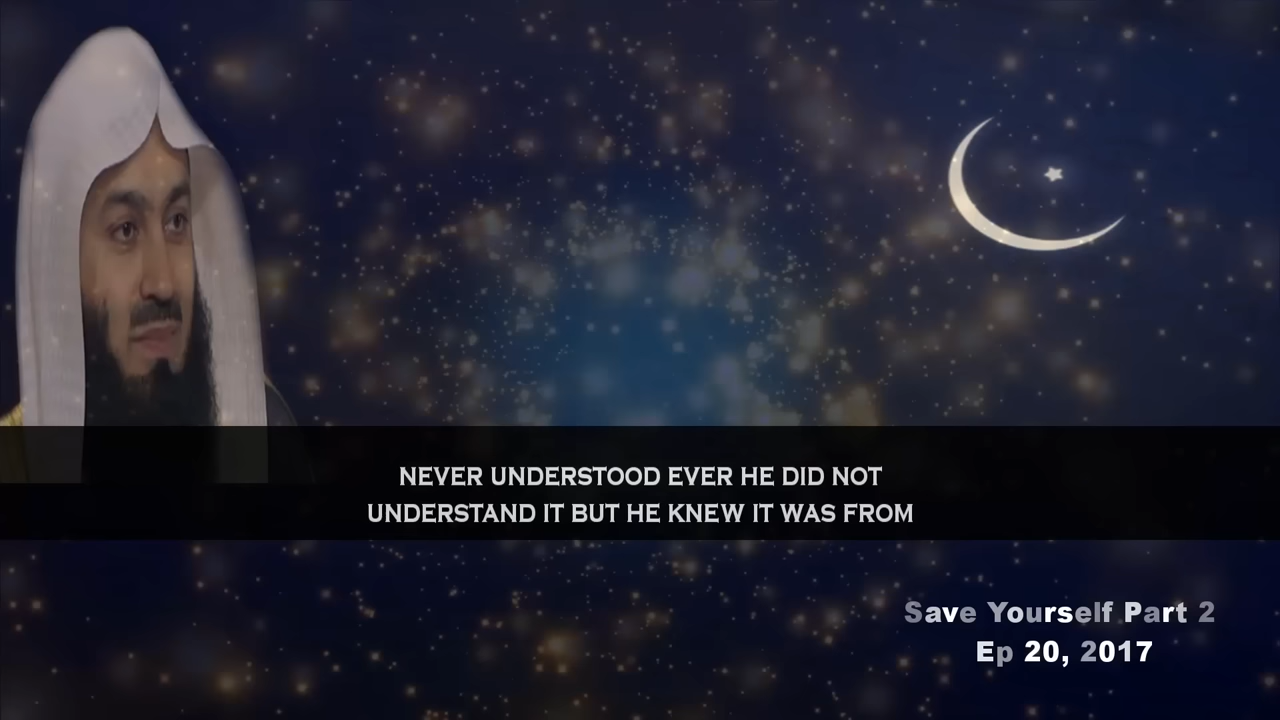 NEVER UNDERSTOOD EVER HE DID NOT
UNDERSTAND IT BUT HE KNEW IT WAS FROM
Save Yourself Part 2
Ep 20, 2017